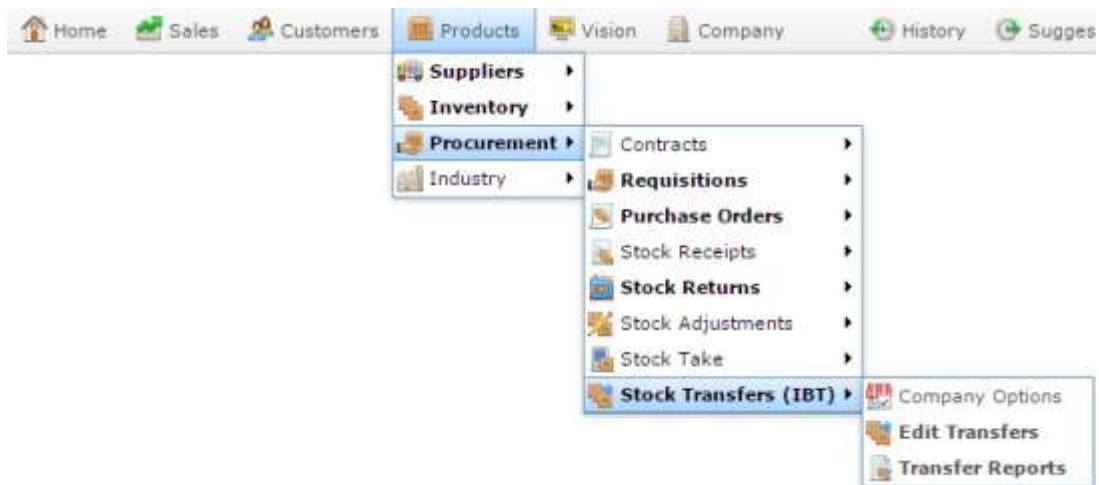 Home Sales Customers Products Vision Company History Sugges
Suppliers
Inventory
Procurement
Industry
Contracts
Requisitions
Purchase Orders
Stock Receipts
Stock Returns
Stock Adjustments
Stock Take
Stock Transfers (IBT)
Company Options
Edit Transfers
Transfer Reports